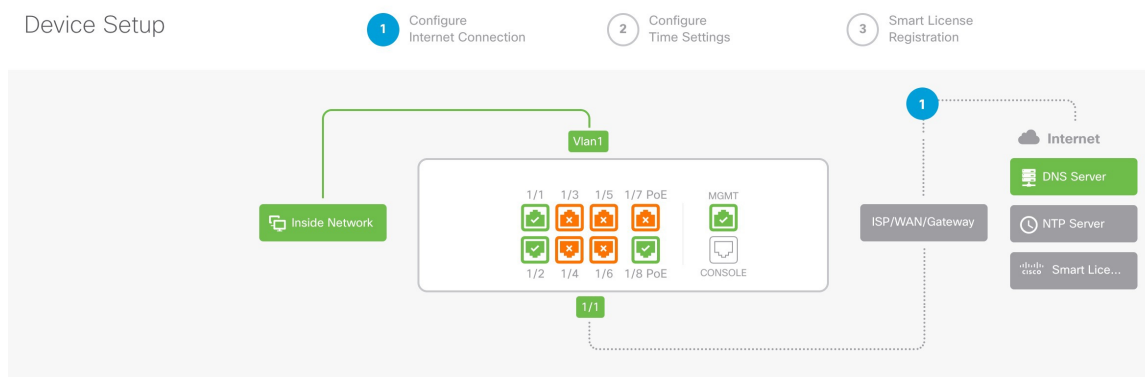 Device Setup
1
Configure
Internet Connection
2
Configure
Time Settings
3
Smart License
Registration
1
Internet
Vlan1
DNS Server
1/1 1/3 1/5 1/7 PoE MGMT
Inside Network
ISP/WAN/Gateway
NTP Server
1/2 1/4 1/6 1/8 PoE CONSOLE
CISCO Smart Lice...
1/1